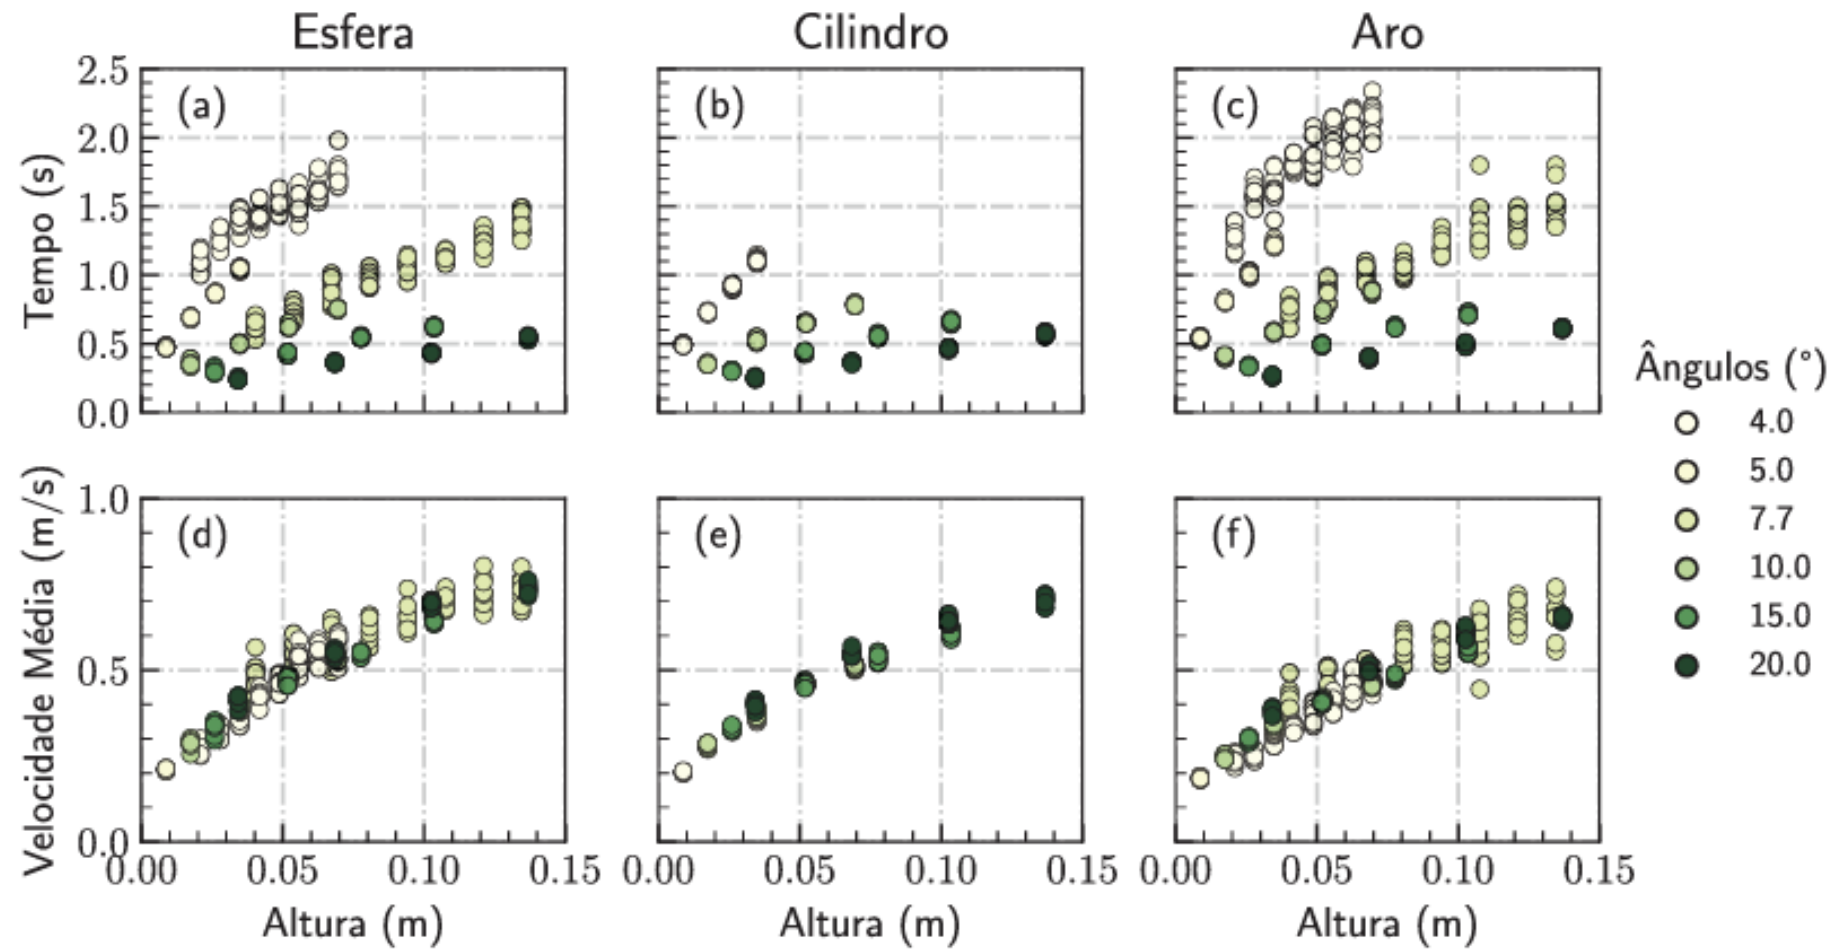 Esfera
Cilindro
Aro
Tempo (s)
2.5
2.0
1.5
1.0
0.5
0.0
(a)
(b)
(c)
Velocidade Média (m/s)
1.0
0.5
0.0
(d)
(e)
(f)
0.00 0.05 0.10 0.15
0.00 0.05 0.10 0.15
0.00 0.05 0.10 0.15
Altura (m)
Altura (m)
Altura (m)
Ângulos (°)
4.0
5.0
7.7
10.0
15.0
20.0